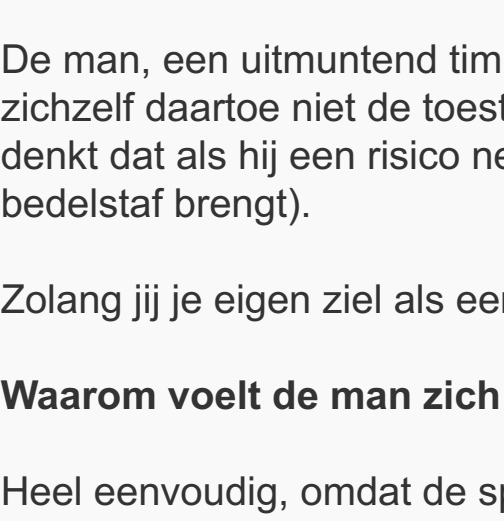 De man, een uitmuntend tim
zichzelf daartoe niet de toest
denkt dat als hij een risico ne
bedelstaf brengt).
Zolang jij je eigen ziel als een
Waarom voelt de man zich
Heel eenvoudig, omdat de sp